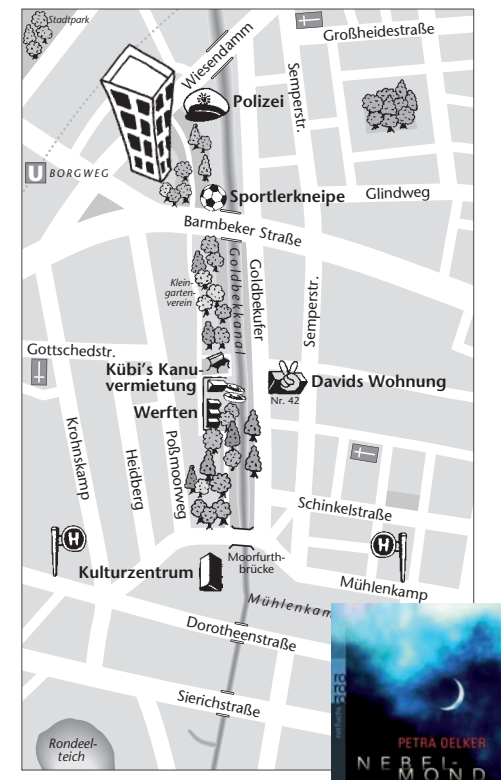 Stadtpark
Großheidestraße
Wiesendamm
Semperstr.
Polizei
U BORGWEG
Sportlerkneipe
Glindweg
Barmbeker Straße
Klein-
garten-
verein
Goldbekkanal
Goldbekufer
Semperstr.
Gottschedstr.
Kübi's Kanu-
vermietung
Davids Wohnung
Nr. 42
Werften
Krohnskamp
Heidberg
Poßmoorweg
Schinkelstraße
H
H
Kulturzentrum
Moorfurth-
brücke
Mühlenkamp
Mühlenkam
Dorotheenstraße
Sierichstraße
Rondeel-
teich
PETRA OELKER
NEBEL-
MOND